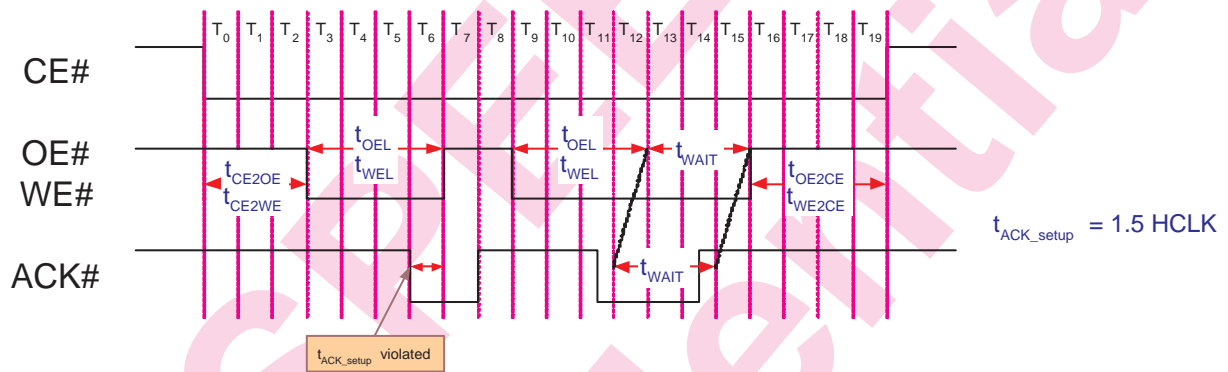 T0 T1 T2 T3 T4 T5 T6 T7 T8 T9 T10 T11 T12 T13 T14 T15 T16 T17 T18 T19
CE#
OE#
WE#
tCE2OE
tCE2WE
tOEL
tWEL
tOEL
tWEL
tWAIT
tOE2CE
tWE2CE
tACK_setup = 1.5 HCLK
ACK#
tWAIT
tACK_setup violated